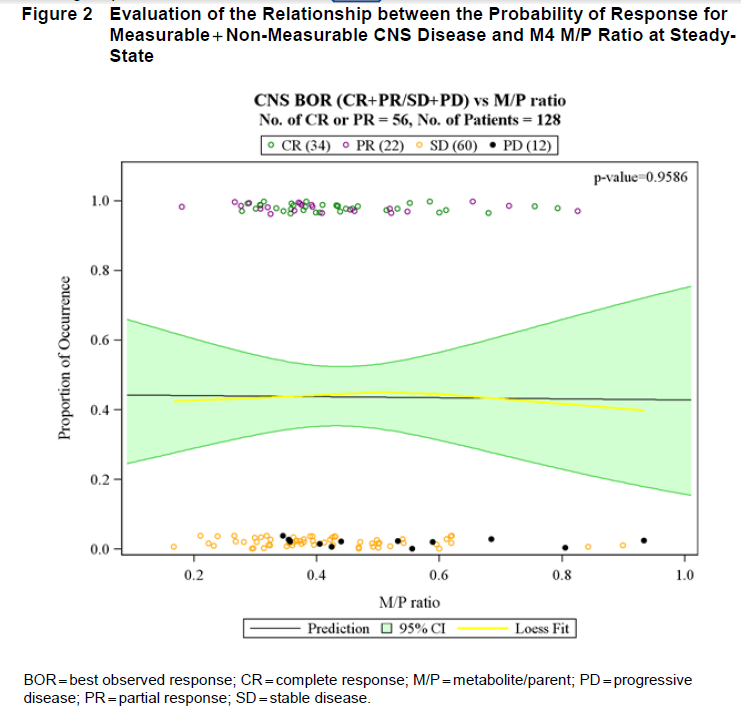 Figure 2 Evaluation of the Relationship between the Probability of Response for
Measurable+Non-Measurable CNS Disease and M4 M/P Ratio at Steady-
State
CNS BOR (CR+PR/SD+PD) vs M/P ratio
No. of CR or PR = 56, No. of Patients = 128
CR (34) PR (22) SD (60) PD (12)
p-value=0.9586
1.0
0.8
0.6
0.4
0.2
0.0
Proportion of Occurrence
0.2 0.4 0.6 0.8 1.0
M/P ratio
Prediction 95% CI Loess Fit
BOR=best observed response; CR=complete response; M/P=metabolite/parent; PD=progressive
disease; PR=partial response; SD=stable disease.